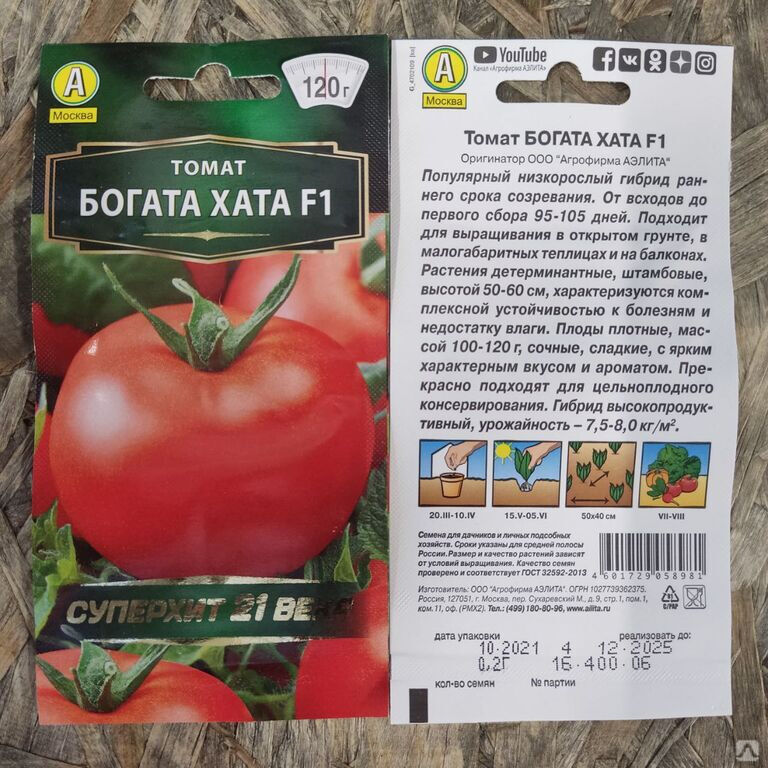 А
Москва
120 г
ТОМАТ
БОГАТА ХАТА F1
СУПЕРХИТ 21 ВЕКА
G_4702109
А
Москва
YouTube
Канал «Агрофирма АЭЛИТА»
Томат БОГАТА ХАТА F1
Оригинатор ООО "Агрофирма АЭЛИТА"
Популярный низкорослый гибрид ран-
него срока созревания. От всходов до
первого сбора 95-105 дней. Подходит
для выращивания в открытом грунте, в
малогабаритных теплицах и на балконах.
Растения детерминантные, штамбовые,
высотой 50-60 см, характеризуются ком-
плексной устойчивостью к болезням и
недостатку влаги. Плоды плотные, мас-
сой 100-120 г, сочные, сладкие, с ярким
характерным вкусом и ароматом. Пре-
красно подходят для цельноплодного
консервирования. Гибрид высокопродук-
тивный, урожайность – 7,5-8,0 кг/м².
20.III-10.IV 15.V-05.VI 50x40 см VII-VIII
Семена для дачников и личных подсобных
хозяйств. Сроки указаны для средней полосы
России. Размер и качество растений зависят
от условий выращивания. Качество семян
проверено и соответствует ГОСТ 32592-2013
4 601729 058981
Изготовитель: ООО "Агрофирма АЭЛИТА". ОГРН 1027739362375.
Россия, 127051, г. Москва, пер. Сухаревский М., д. 9, стр. 1, пом. 1,
ком. 11, оф. (РМХ2). Тел.: (499) 180-80-96, www.ailita.ru
81
C/PAP
дата упаковки реализовать до:
10.2021 4 12.2025
0,2Г 16-400-06
кол-во семян № партии